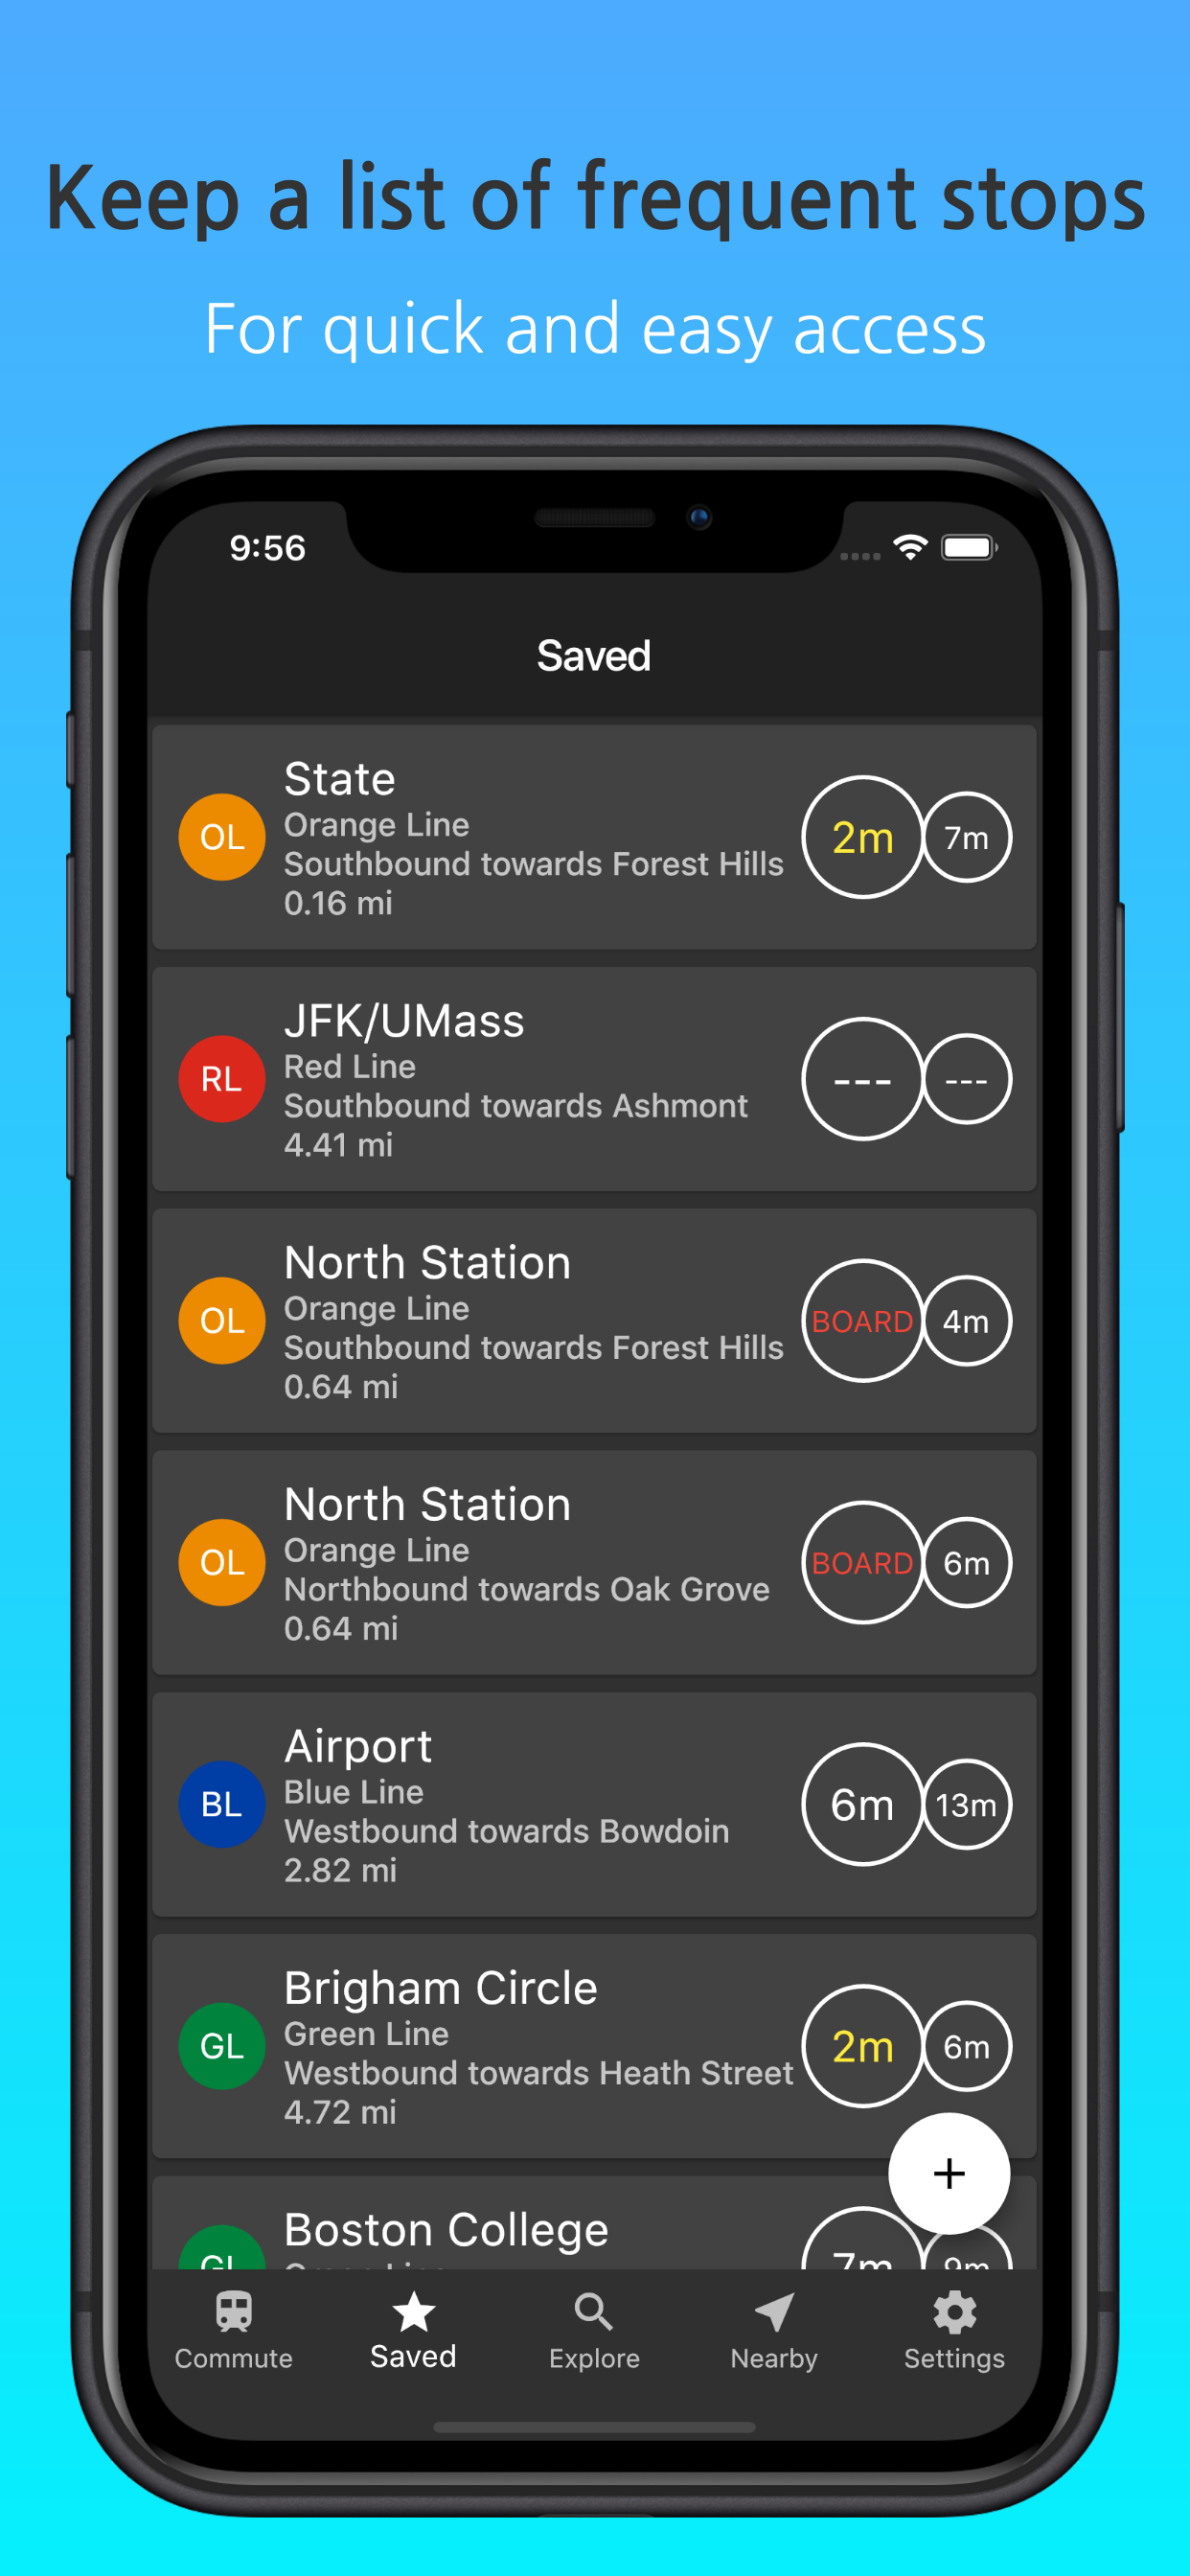 Keep a list of frequent stops
For quick and easy access
9:56
Saved
State
OL
Orange Line
Southbound towards Forest Hills
0.16 mi
2m
7m
JFK/UMass
RL
Red Line
Southbound towards Ashmont
4.41 mi
---
---
North Station
OL
Orange Line
Southbound towards Forest Hills
0.64 mi
BOARD
4m
North Station
OL
Orange Line
Northbound towards Oak Grove
0.64 mi
BOARD
6m
Airport
BL
Blue Line
Westbound towards Bowdoin
2.82 mi
6m
13m
Brigham Circle
GL
Green Line
Westbound towards Heath Street
4.72 mi
2m
6m
+
Boston College
GL
Green Line
7m
9m
Commute
Saved
Explore
Nearby
Settings